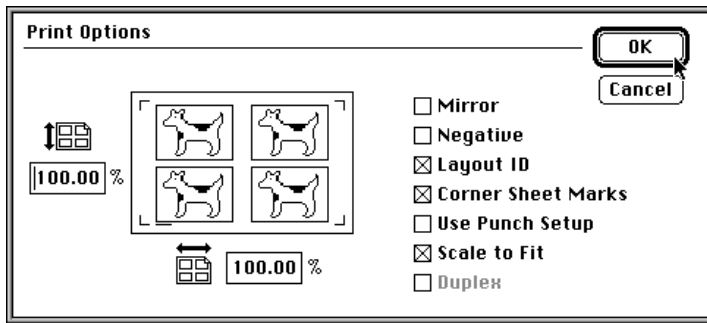 Print Options
OK
Cancel
Mirror
Negative
Layout ID
Corner Sheet Marks
Use Punch Setup
Scale to Fit
Duplex
100.00 %
100.00 %